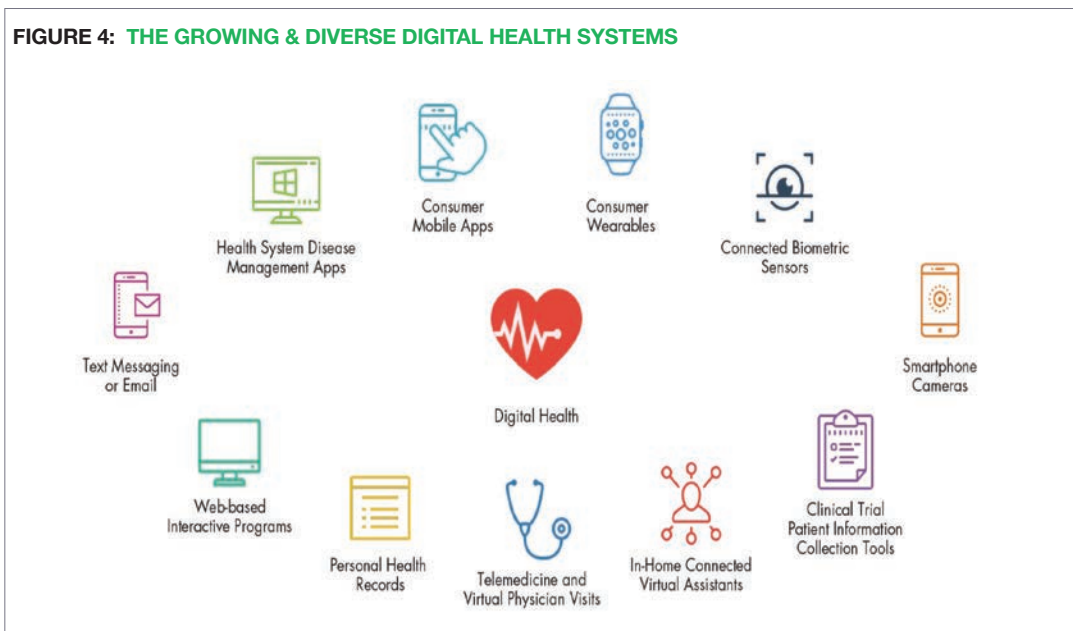 FIGURE 4: THE GROWING & DIVERSE DIGITAL HEALTH SYSTEMS
Consumer
Mobile Apps
Consumer
Wearables
Health System Disease
Management Apps
Connected Biometric
Sensors
Text Messaging
or Email
Smartphone
Cameras
Digital Health
Web-based
Interactive Programs
Clinical Trial
Patient Information
Collection Tools
Personal Health
Records
Telemedicine and
Virtual Physician Visits
In-Home Connected
Virtual Assistants